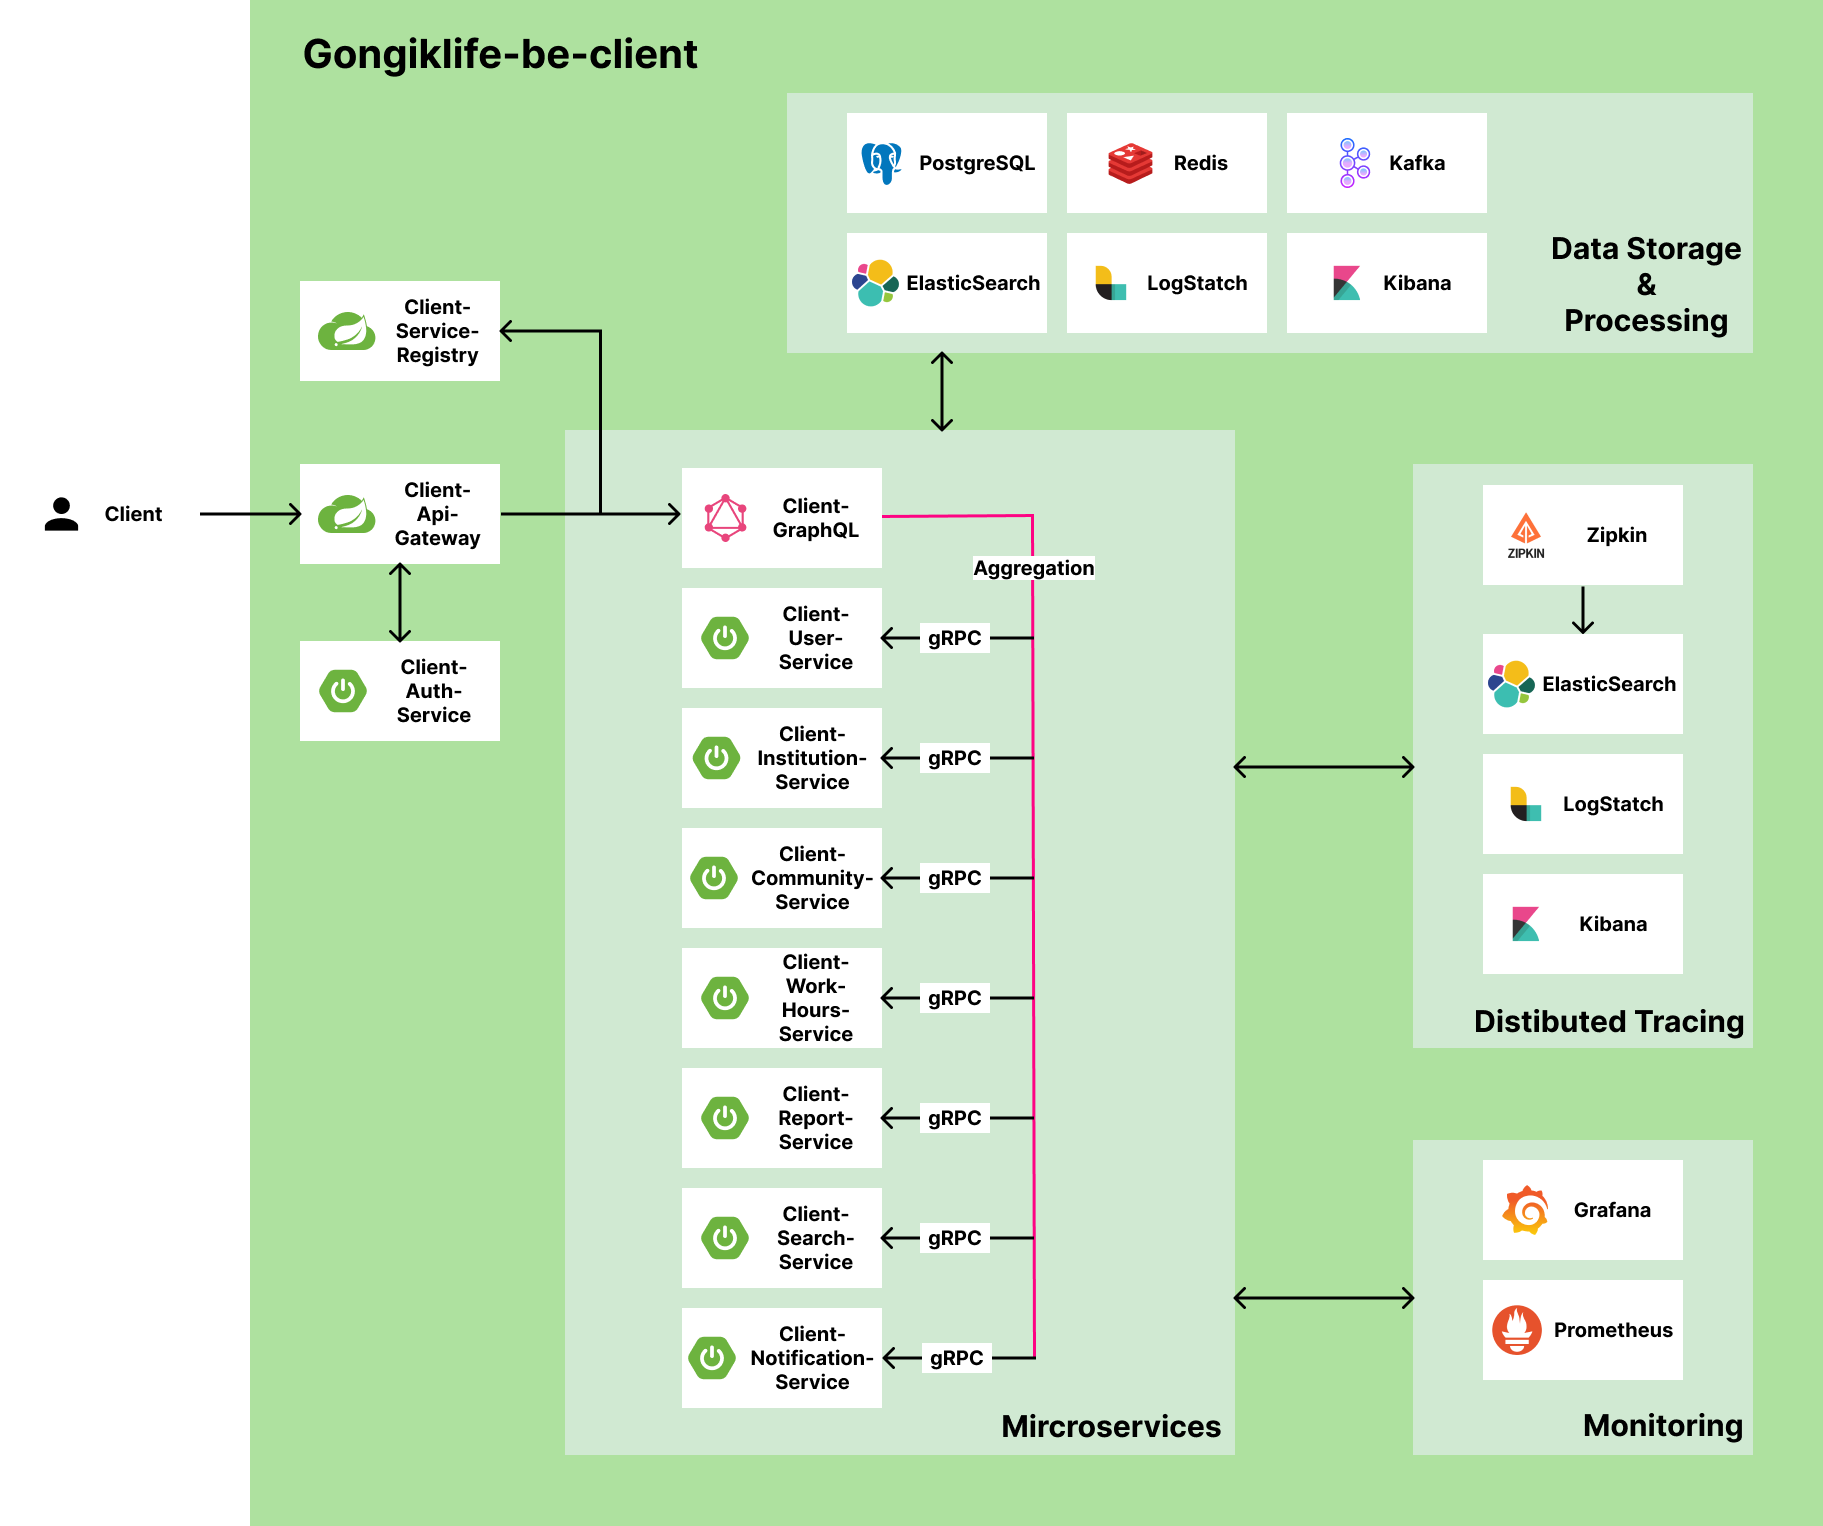 Gongiklife-be-client
PostgreSQL
Redis
Kafka
ElasticSearch
LogStatch
Kibana
Data Storage
&
Processing
Client-
Service-
Registry
Client
Client-
Api-
Gateway
Client-
Auth-
Service
Client-
GraphQL
Aggregation
Client-
User-
Service
gRPC
Client-
Institution-
Service
gRPC
Client-
Community-
Service
gRPC
Client-
Work-
Hours-
Service
gRPC
Client-
Report-
Service
gRPC
Client-
Search-
Service
gRPC
Client-
Notification-
Service
gRPC
Mircroservices
ZIPKIN
Zipkin
ElasticSearch
LogStatch
Kibana
Distibuted Tracing
Grafana
Prometheus
Monitoring